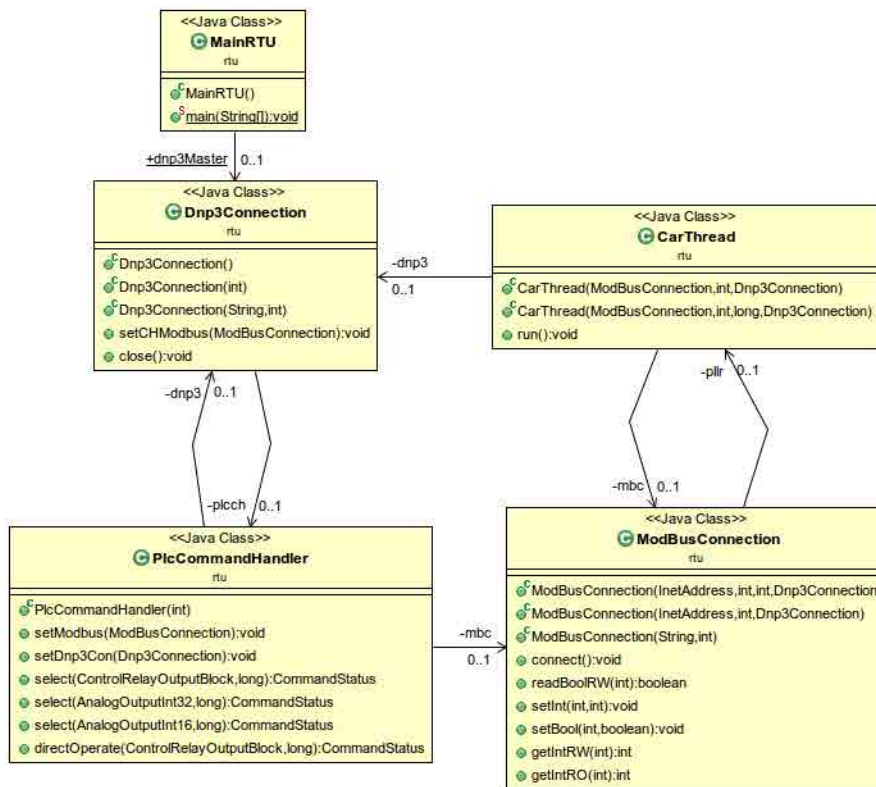 <<Java Class>>
MainRTU
rtu
MainRTU()
main(String[]):void
+dnp3Master 0..1
<<Java Class>>
Dnp3Connection
rtu
Dnp3Connection()
Dnp3Connection(int)
Dnp3Connection(String,int)
setCHModbus(ModBusConnection):void
close():void
-dnp3
0..1
<<Java Class>>
CarThread
rtu
CarThread(ModBusConnection,int,Dnp3Connection)
CarThread(ModBusConnection,int,long,Dnp3Connection)
run():void
-dnp3 0..1
-plcch 0..1
-pllr 0..1
-mbc 0..1
<<Java Class>>
PlcCommandHandler
rtu
PlcCommandHandler(int)
setModbus(ModBusConnection):void
setDnp3Con(Dnp3Connection):void
select(ControlRelayOutputBlock,long):CommandStatus
select(AnalogOutputInt32,long):CommandStatus
select(AnalogOutputInt16,long):CommandStatus
directOperate(ControlRelayOutputBlock,long):CommandStatus
-mbc
0..1
<<Java Class>>
ModBusConnection
rtu
ModBusConnection(InetAddress,int,int,Dnp3Connection
ModBusConnection(InetAddress,int,Dnp3Connection)
ModBusConnection(String,int)
connect():void
readBoolRW(int):boolean
setInt(int,int):void
setBool(int,boolean):void
getIntRW(int):int
getIntRO(int):int